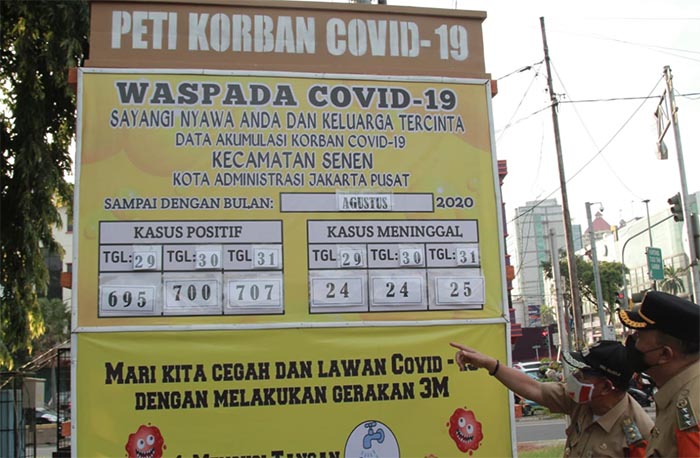 PETI KORBAN COVID-19
WASPADA COVID-19
SAYANGI NYAWA ANDA DAN KELUARGA TERCINTA
DATA AKUMULASI KORBAN COVID-19
KECAMATAN SENEN
KOTA ADMINISTRASI JAKARTA PUSAT
SAMPAI DENGAN BULAN: AGUSTUS 2020
KASUS POSITIF
TGL: 29 TGL: 30 TGL: 31
695 700 707
KASUS MENINGGAL
TGL: 29 TGL: 30 TGL: 31
24 24 25
MARI KITA CEGAH DAN LAWAN COVID -
DENGAN MELAKUKAN GERAKAN 3M
TANGAN